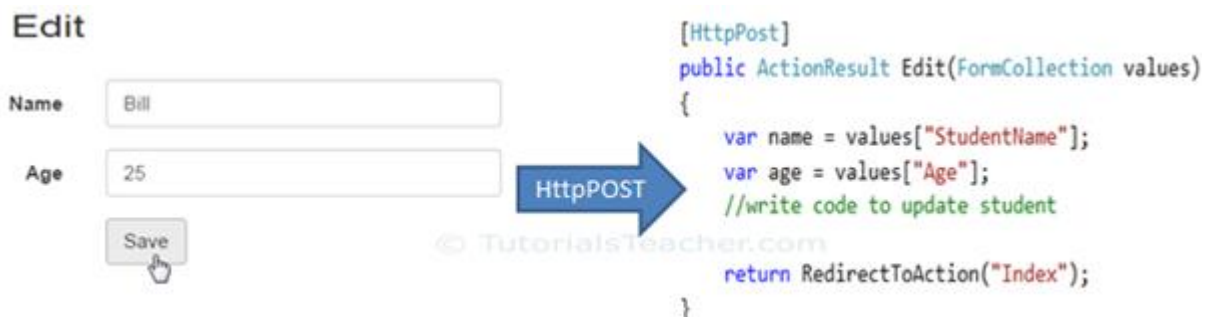 Edit
Name
Bill
Age
25
Save
HttpPOST
[HttpPost]
public ActionResult Edit(FormCollection values)
{
var name = values["StudentName"];
var age = values["Age"];
//write code to update student
return RedirectToAction("Index");
}
© TutorialsTeacher.com